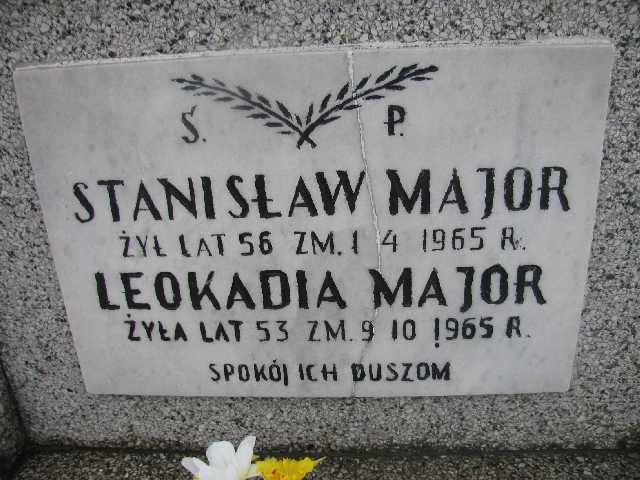 Ś. P.
STANISŁAW MAJOR
ŻYŁ LAT 56 ZM. 1 4 1965 R.
LEOKADIA MAJOR
ŻYŁA LAT 53 ZM. 9 10 1965 R.
SPOKÓJ ICH DUSZOM